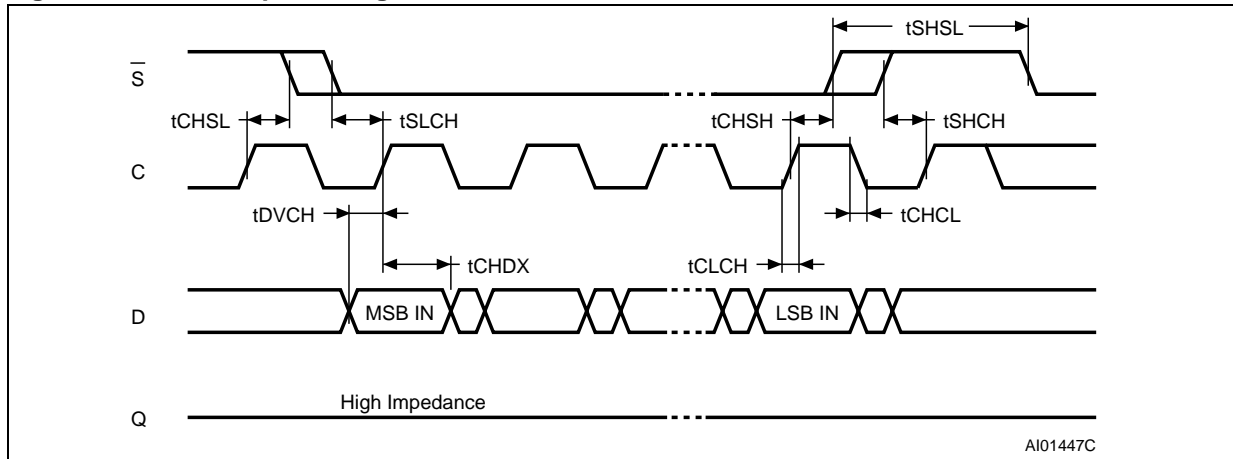 tSHSL
S
tCHSL
tSLCH
tCHSH
tSHCH
C
tDVCH
tCHCL
tCHDX
tCLCH
D
MSB IN
LSB IN
High Impedance
Q
AI01447C